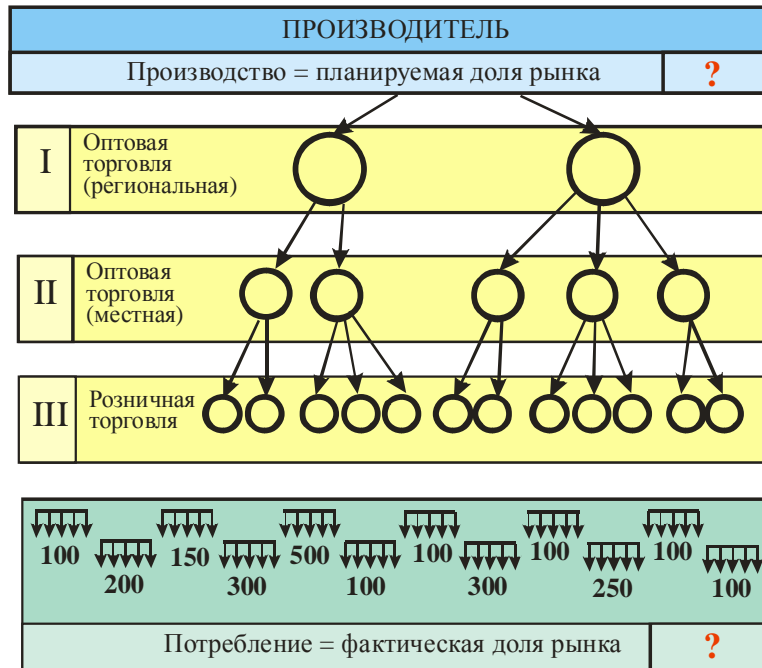 ПРОИЗВОДИТЕЛЬ
Производство = планируемая доля рынка ?
I
Оптовая
торговля
(региональная)
II
Оптовая
торговля
(местная)
III
Розничная
торговля
100 150 500 100 100 100
200 300 100 300 250 100
Потребление = фактическая доля рынка ?